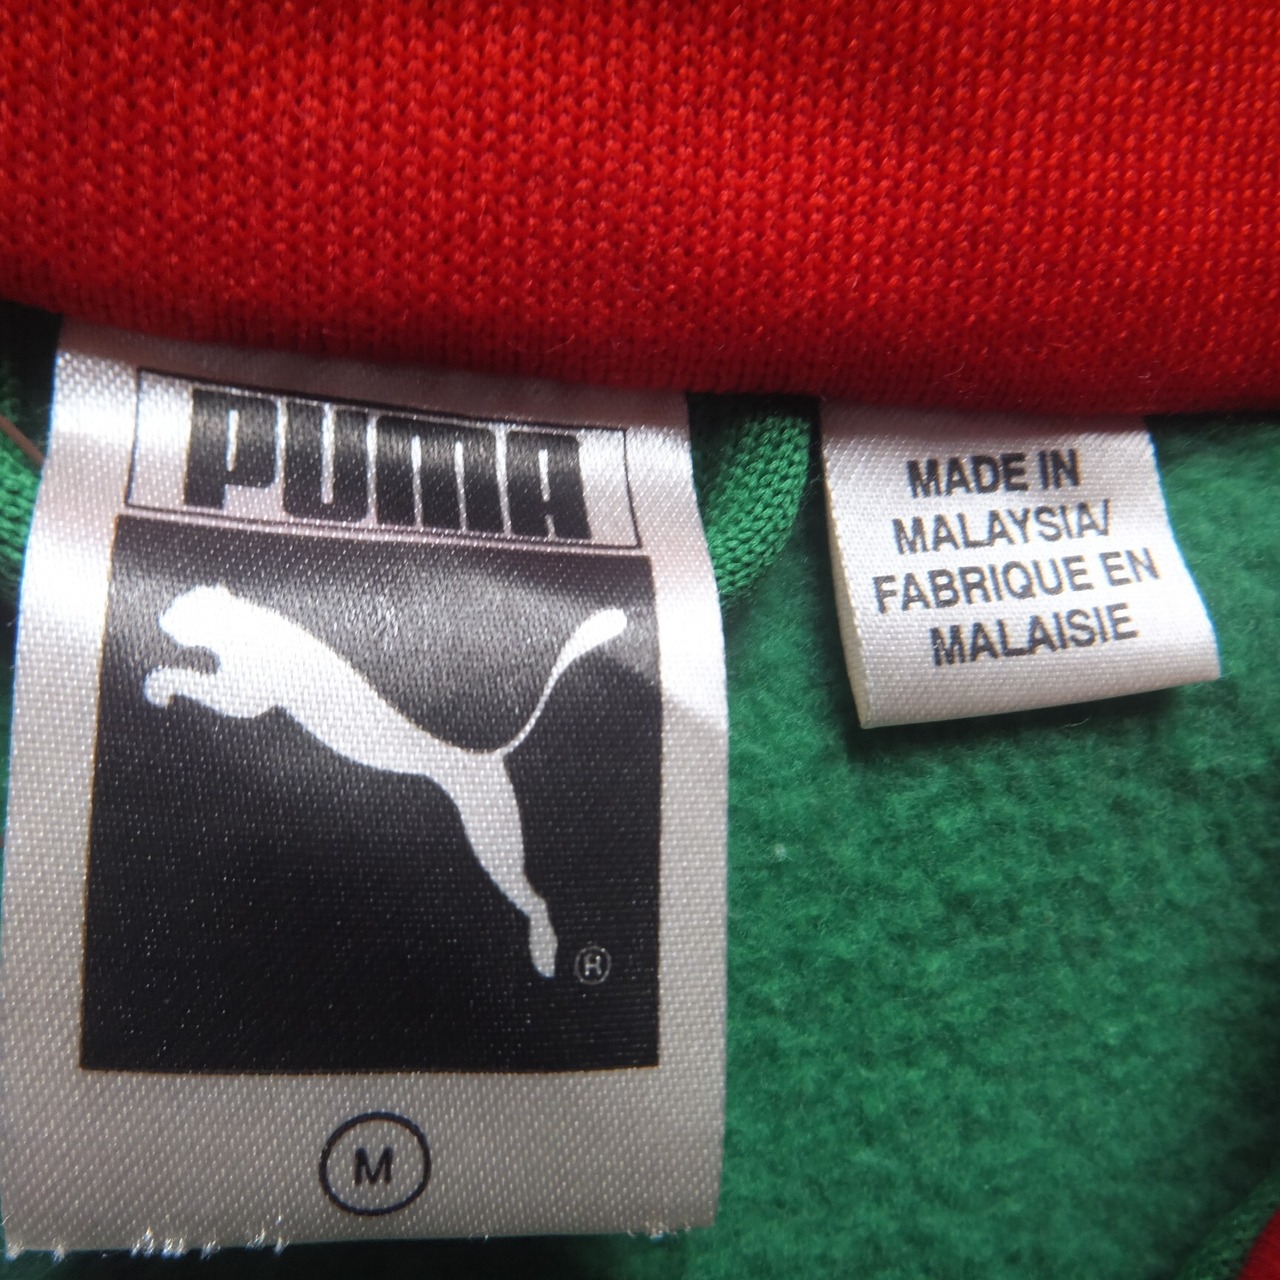 PUMA
®
M
MADE IN
MALAYSIA/
FABRIQUE EN
MALAISIE